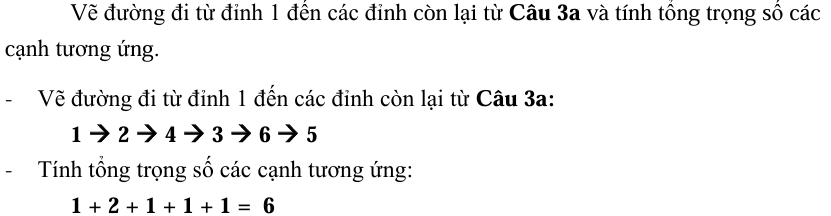 Vẽ đường đi từ đỉnh 1 đến các đỉnh còn lại từ Câu 3a và tính tổng trọng số các
cạnh tương ứng.
- Vẽ đường đi từ đỉnh 1 đến các đỉnh còn lại từ Câu 3a:
1 → 2 → 4 → 3 → 6 → 5
- Tính tổng trọng số các cạnh tương ứng:
1 + 2 + 1 + 1 + 1 = 6